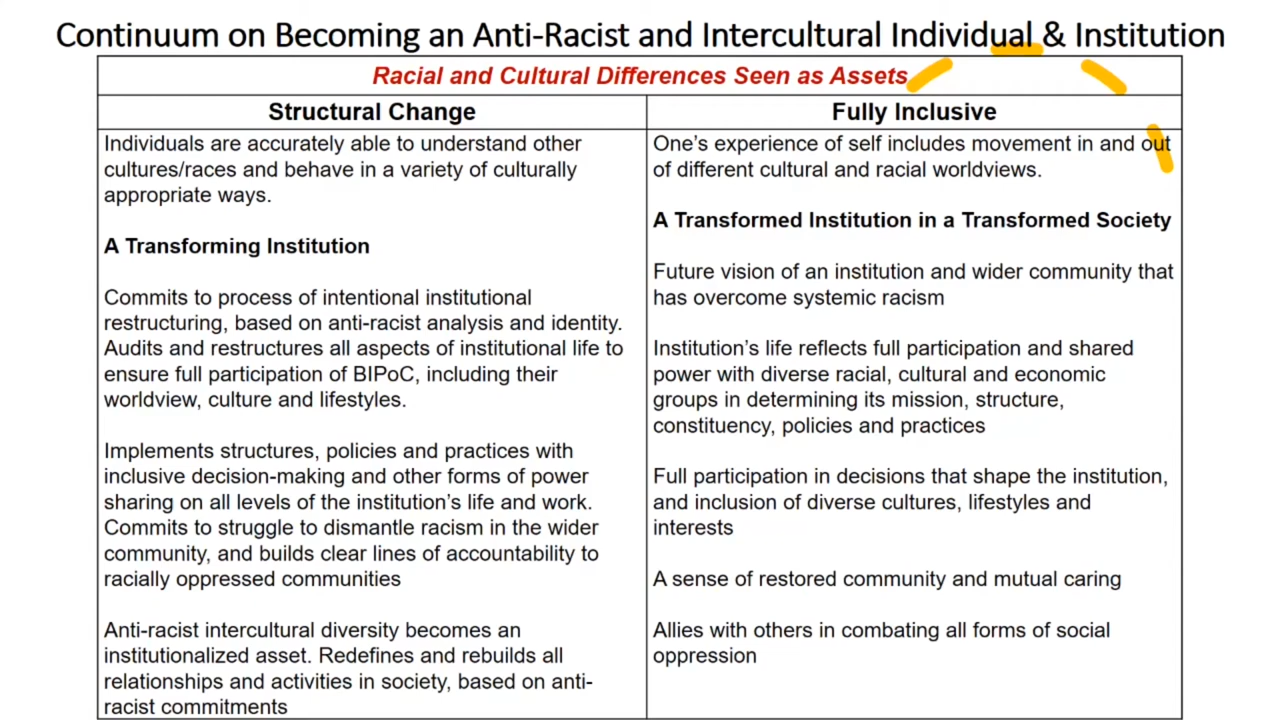 Continuum on Becoming an Anti-Racist and Intercultural Individual & Institution
Racial and Cultural Differences Seen as Assets
Structural Change
Individuals are accurately able to understand other
cultures/races and behave in a variety of culturally
appropriate ways.
A Transforming Institution
Commits to process of intentional institutional
restructuring, based on anti-racist analysis and identity.
Audits and restructures all aspects of institutional life to
ensure full participation of BIPoC, including their
worldview, culture and lifestyles.
Implements structures, policies and practices with
inclusive decision-making and other forms of power
sharing on all levels of the institution's life and work.
Commits to struggle to dismantle racism in the wider
community, and builds clear lines of accountability to
racially oppressed communities
Anti-racist intercultural diversity becomes an
institutionalized asset. Redefines and rebuilds all
relationships and activities in society, based on anti-
racist commitments
Fully Inclusive
One's experience of self includes movement in and out
of different cultural and racial worldviews.
A Transformed Institution in a Transformed Society
Future vision of an institution and wider community that
has overcome systemic racism
Institution's life reflects full participation and shared
power with diverse racial, cultural and economic
groups in determining its mission, structure,
constituency, policies and practices
Full participation in decisions that shape the institution,
and inclusion of diverse cultures, lifestyles and
interests
A sense of restored community and mutual caring
Allies with others in combating all forms of social
oppression